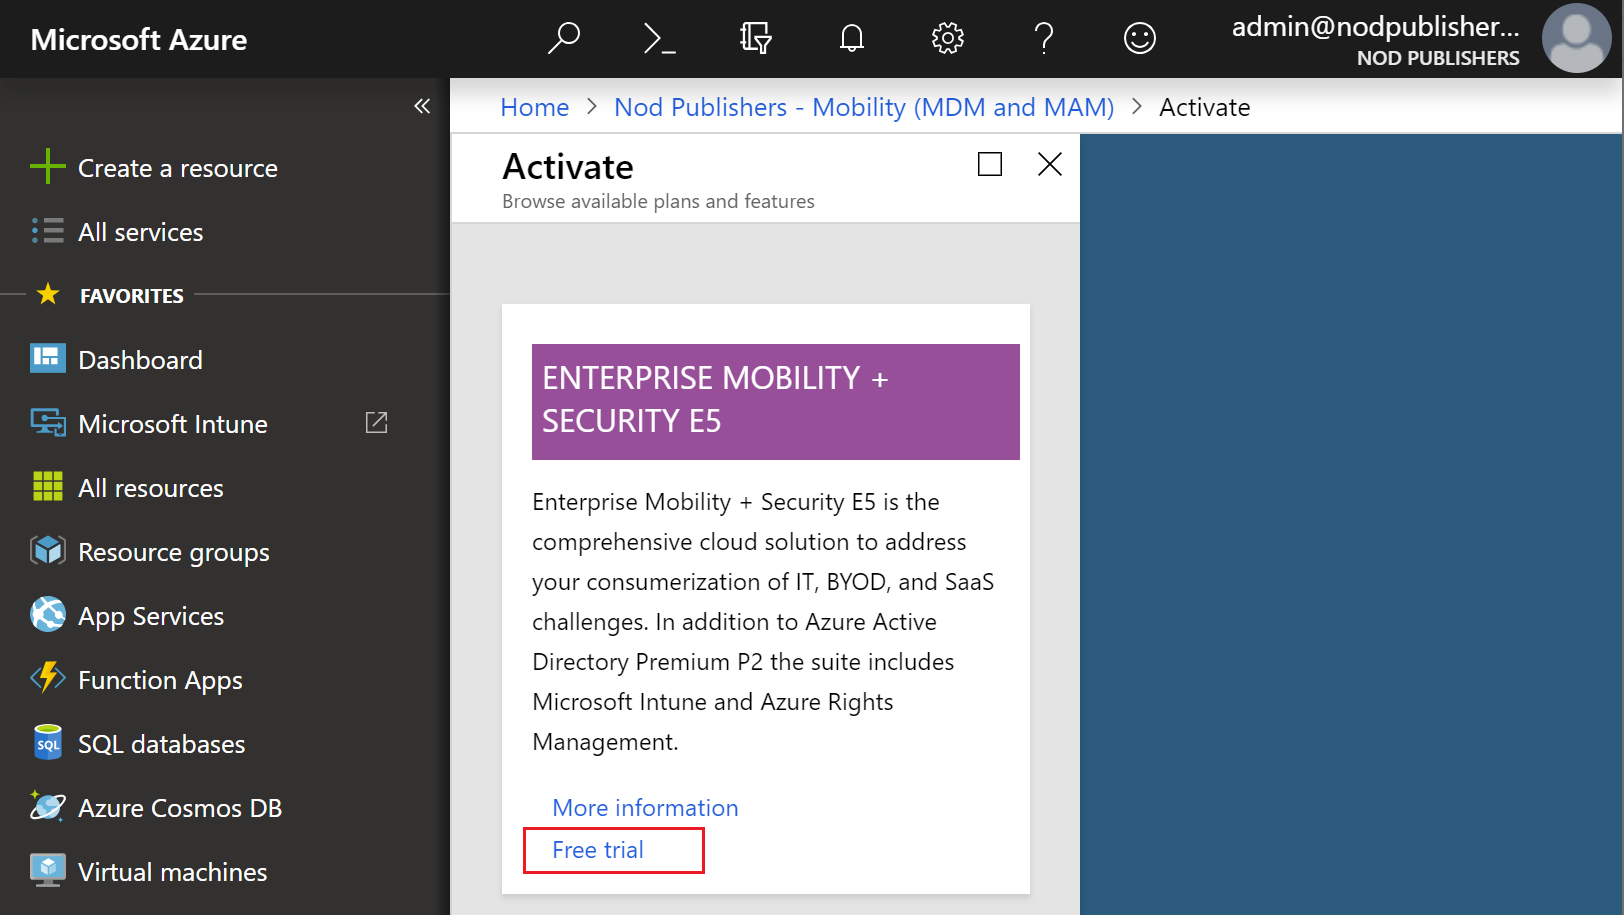 Microsoft Azure
admin@nodpublisher...
NOD PUBLISHERS
«
Home > Nod Publishers - Mobility (MDM and MAM) > Activate
Create a resource
All services
FAVORITES
Dashboard
Microsoft Intune
All resources
Resource groups
App Services
Function Apps
SQL
SQL databases
Azure Cosmos DB
Virtual machines
Activate
Browse available plans and features
ENTERPRISE MOBILITY +
SECURITY E5
Enterprise Mobility + Security E5 is the
comprehensive cloud solution to address
your consumerization of IT, BYOD, and SaaS
challenges. In addition to Azure Active
Directory Premium P2 the suite includes
Microsoft Intune and Azure Rights
Management.
More information
Free trial